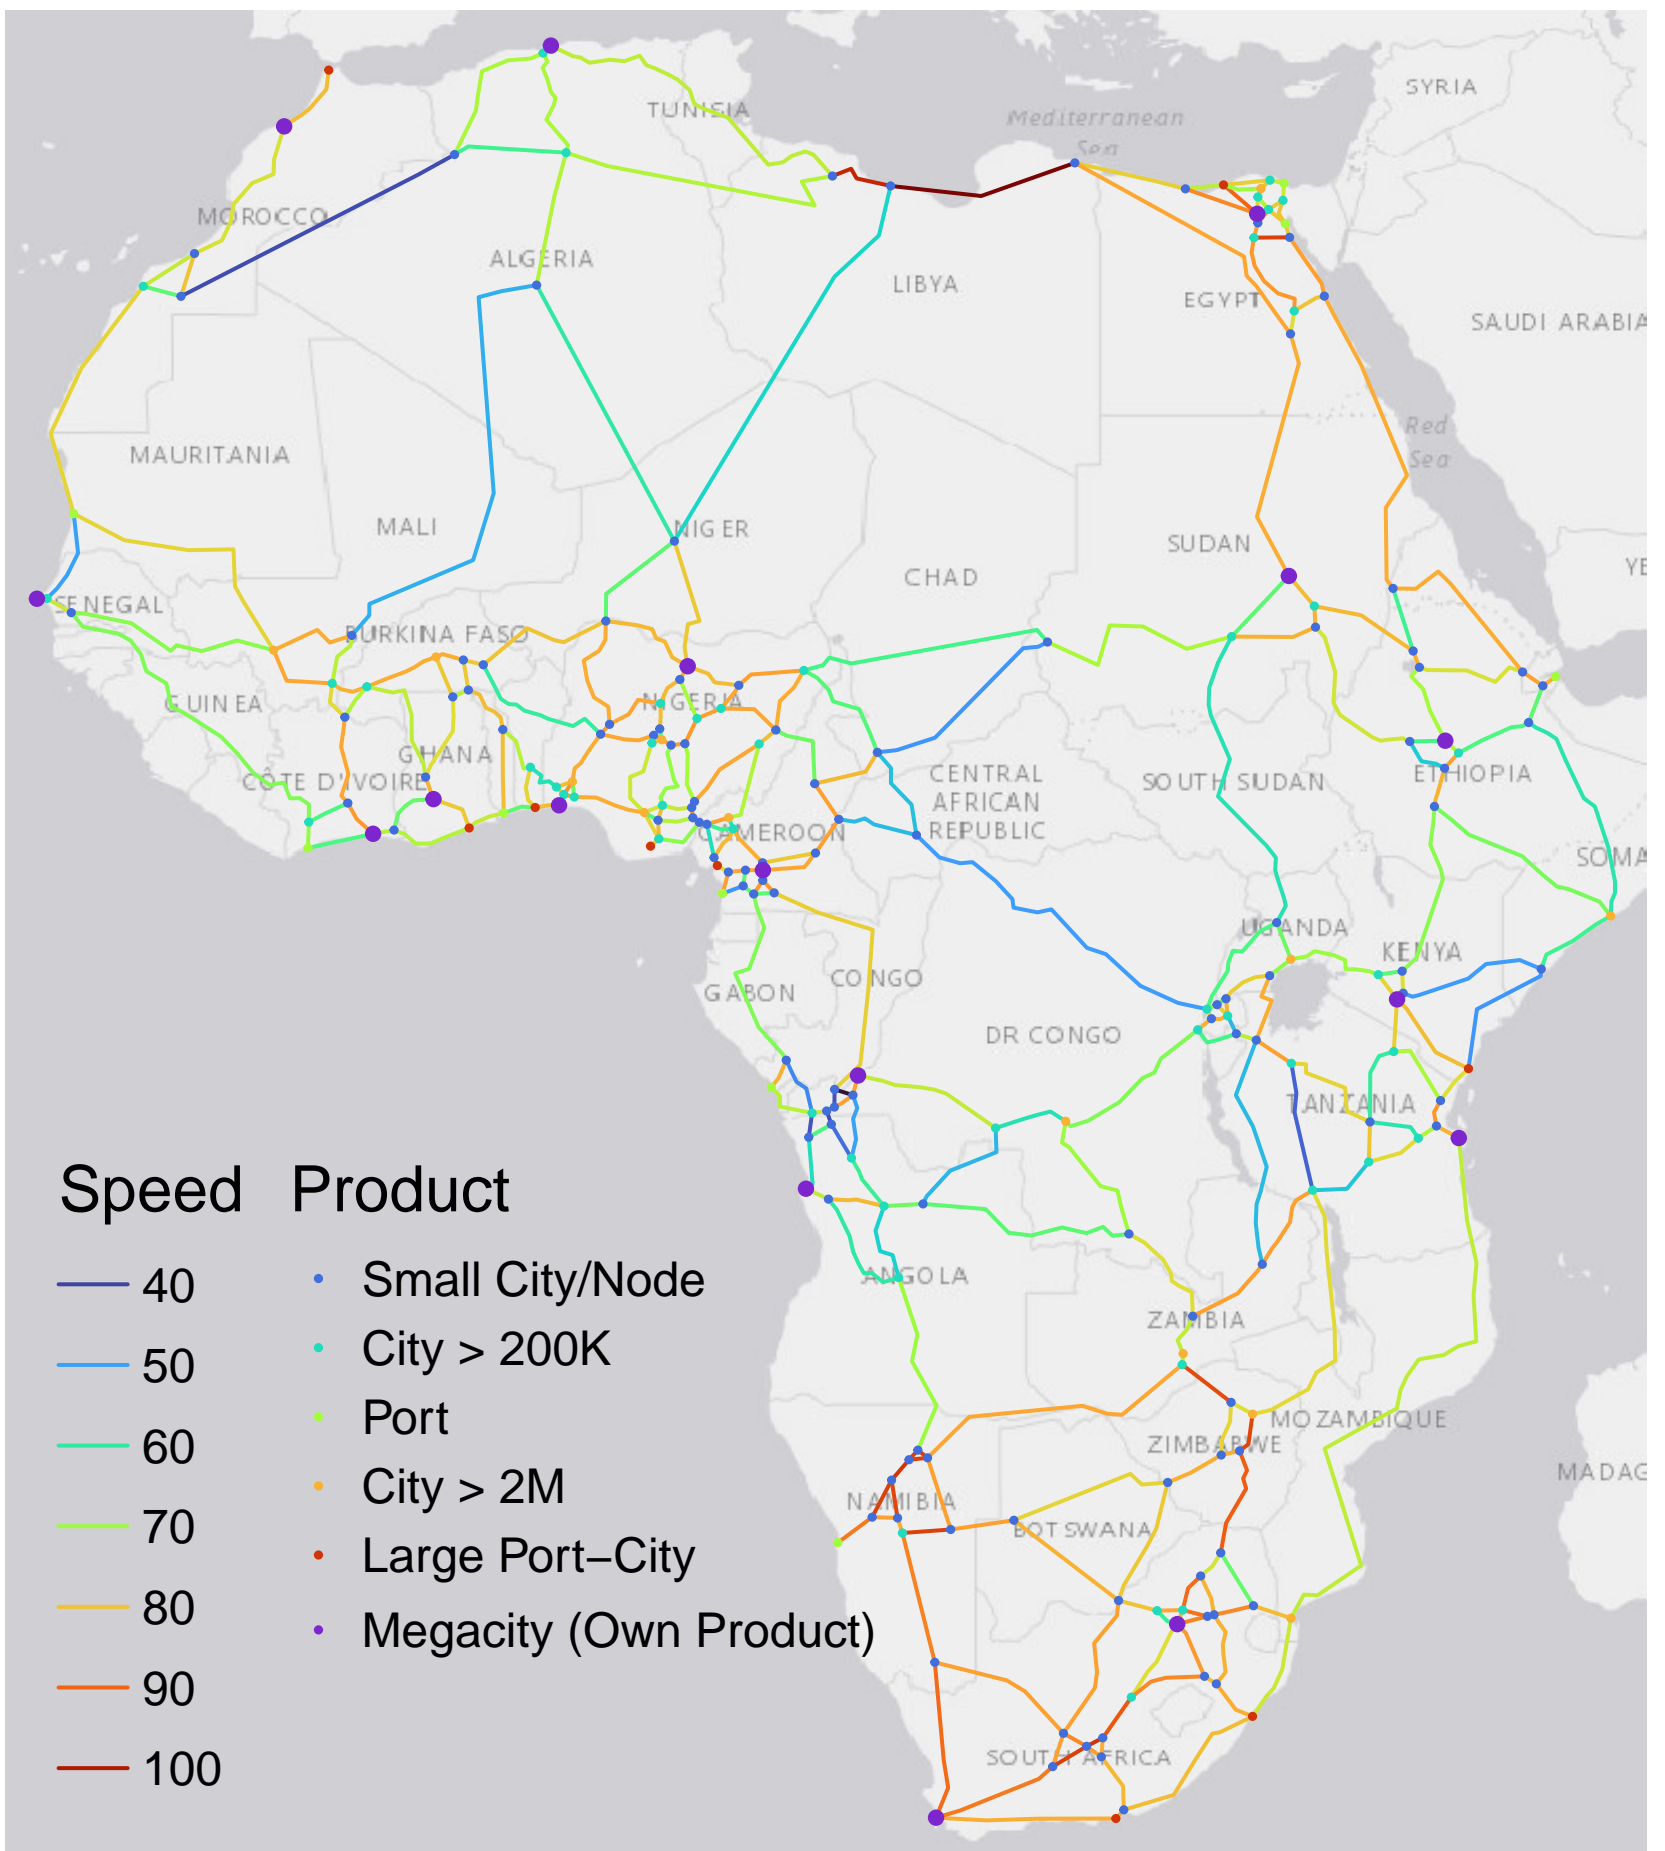 SYRIA
TUNISIA
Mediterranean
Sea
MOROCCO
ALGERIA
LIBYA
EGYPT
SAUDI ARABIA
Red
Sea
MAURITANIA
MALI
NIGER
SUDAN
YE
CHAD
SENEGAL
BURKINA FASO
GUINEA
NIGERIA
GHANA
CÔTE D'IVOIRE
CENTRAL
AFRICAN
REPUBLIC
SOUTH SUDAN
ETHIOPIA
CAMEROON
SOMA
UGANDA
KENYA
CONGO
GABON
DR CONGO
TANZANIA
Speed Product
40 Small City/Node
50 City > 200K
60 Port
70 City > 2M
80 Large Port–City
90 Megacity (Own Product)
100
ANGOLA
ZAMBIA
MOZAMBIQUE
ZIMBABWE
MADAG
NAMIBIA
BOTSWANA
SOUTH AFRICA